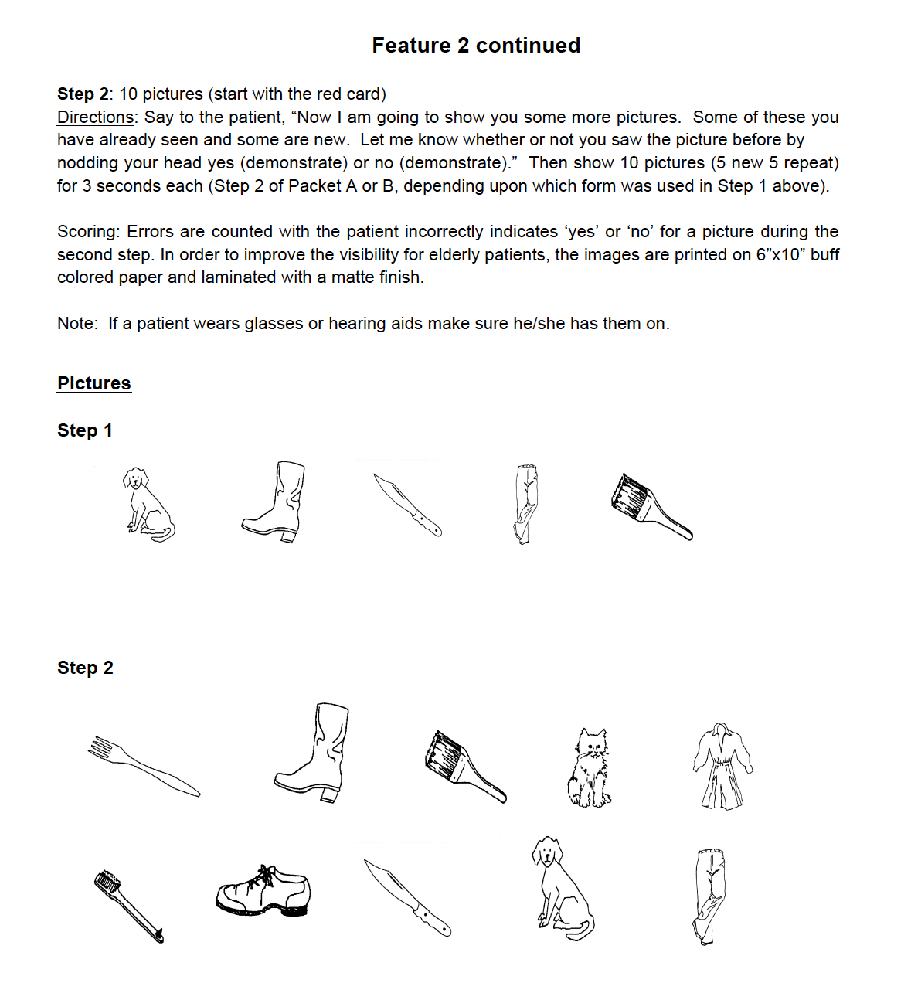 Feature 2 continued
Step 2: 10 pictures (start with the red card)
Directions: Say to the patient, “Now I am going to show you some more pictures.  Some of these you
have already seen and some are new.  Let me know whether or not you saw the picture before by
nodding your head yes (demonstrate) or no (demonstrate).”  Then show 10 pictures (5 new 5 repeat)
for 3 seconds each (Step 2 of Packet A or B, depending upon which form was used in Step 1 above).
Scoring: Errors are counted with the patient incorrectly indicates ‘yes’ or ‘no’ for a picture during the
second step. In order to improve the visibility for elderly patients, the images are printed on 6”x10” buff
colored paper and laminated with a matte finish.
Note:  If a patient wears glasses or hearing aids make sure he/she has them on.
Pictures
Step 1
Step 2